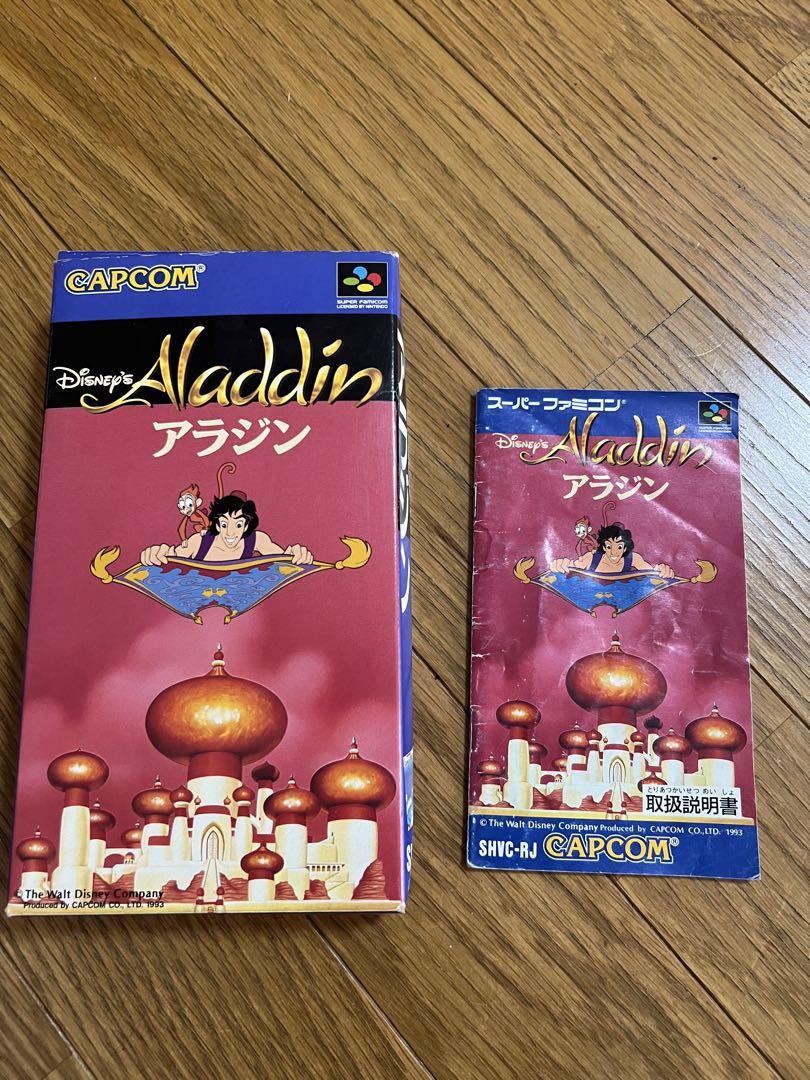 CAPCOM®
SUPER FAMICOM
LICENSED BY NINTENDO
DISNEY'S Aladdin
アラジン
© The Walt Disney Company
Produced by CAPCOM CO., LTD. 1993
スーパーファミコン®
DISNEY'S Aladdin
アラジン
とりあつかいせつめいしょ
取扱説明書
© The Walt Disney Company Produced by CAPCOM CO.,LTD. 1993
SHVC-RJ CAPCOM®